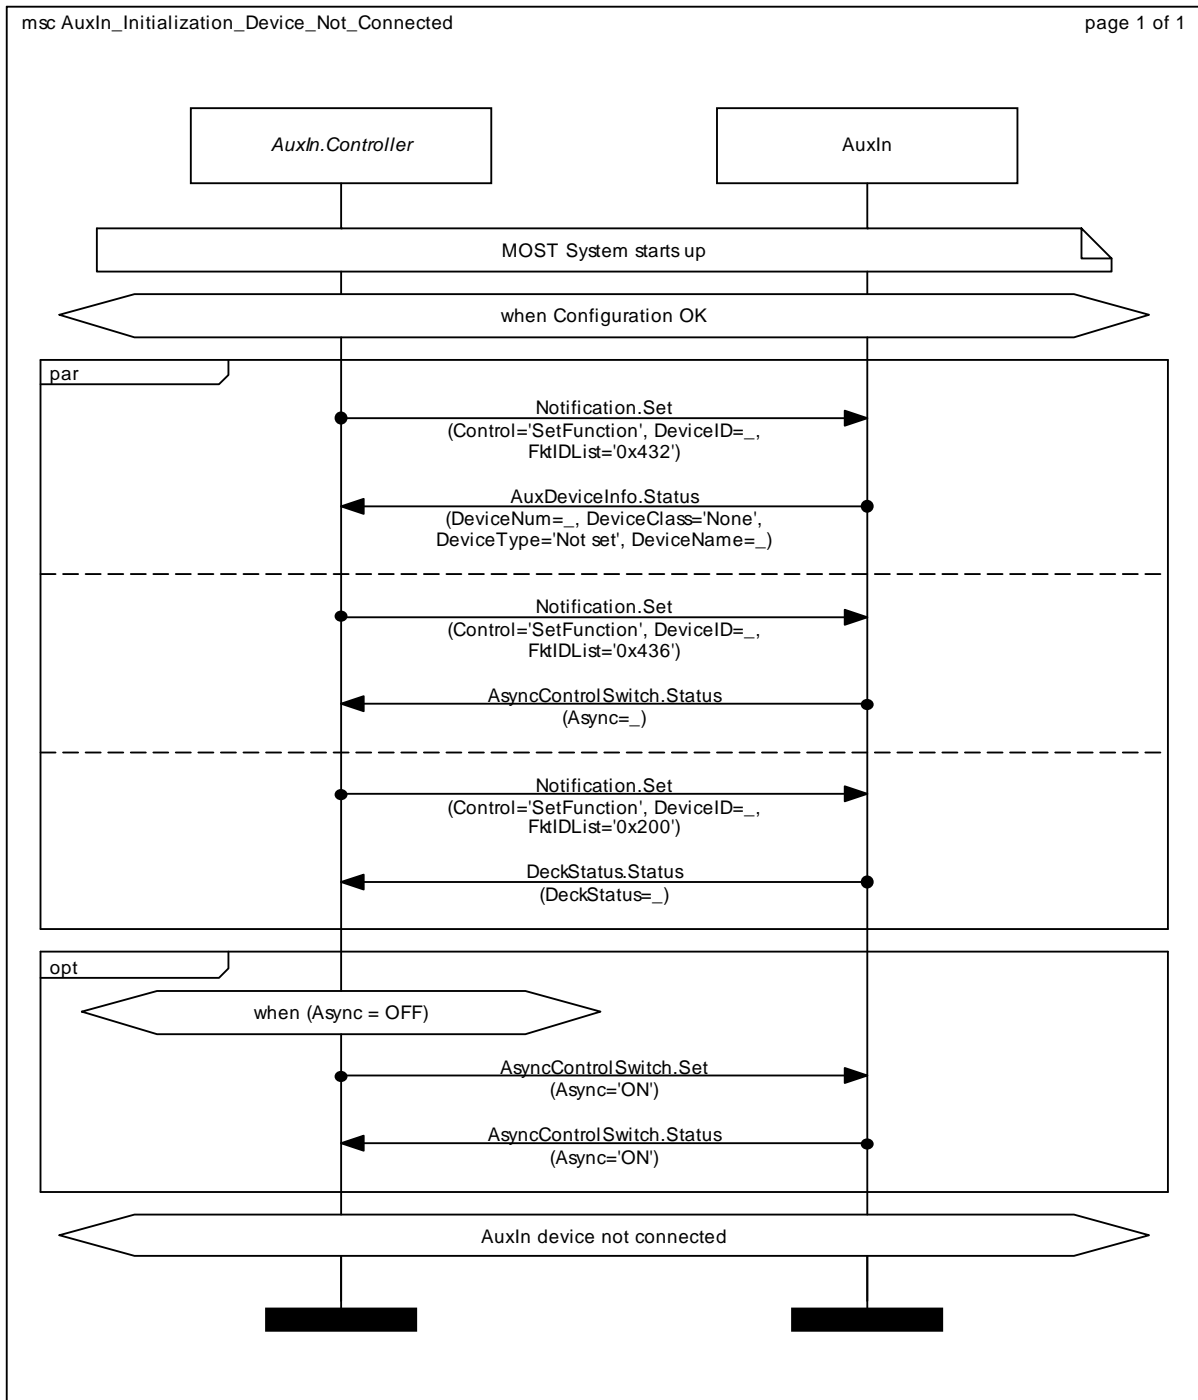 msc AuxIn_Initialization_Device_Not_Connected
page 1 of 1
AuxIn.Controller
AuxIn
MOST System starts up
when Configuration OK
par
Notification.Set
(Control='SetFunction', DeviceID=_,
FktIDList='0x432')
AuxDeviceInfo.Status
(DeviceNum=_, DeviceClass='None',
DeviceType='Not set', DeviceName=_)
Notification.Set
(Control='SetFunction', DeviceID=_,
FktIDList='0x436')
AsyncControlSwitch.Status
(Async=_)
Notification.Set
(Control='SetFunction', DeviceID=_,
FktIDList='0x200')
DeckStatus.Status
(DeckStatus=_)
opt
when (Async = OFF)
AsyncControlSwitch.Set
(Async='ON')
AsyncControlSwitch.Status
(Async='ON')
AuxIn device not connected